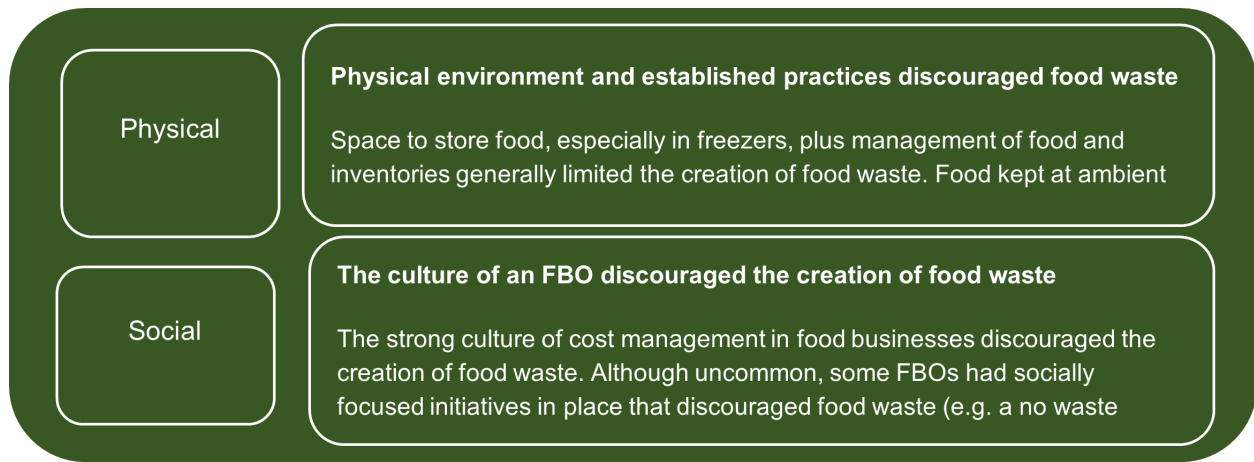 Physical
Physical environment and established practices discouraged food waste
Space to store food, especially in freezers, plus management of food and
inventories generally limited the creation of food waste. Food kept at ambient
Social
The culture of an FBO discouraged the creation of food waste
The strong culture of cost management in food businesses discouraged the
creation of food waste. Although uncommon, some FBOs had socially
focused initiatives in place that discouraged food waste (e.g. a no waste